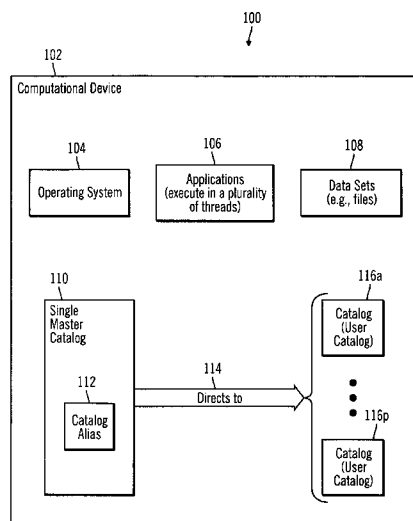 100
102
Computational Device
104
Operating System
106
Applications
(execute in a plurality
of threads)
108
Data Sets
(e.g., files)
110
Single
Master
Catalog
112
Catalog
Alias
114
Directs to
116a
Catalog
(User
Catalog)
116p
Catalog
(User
Catalog)